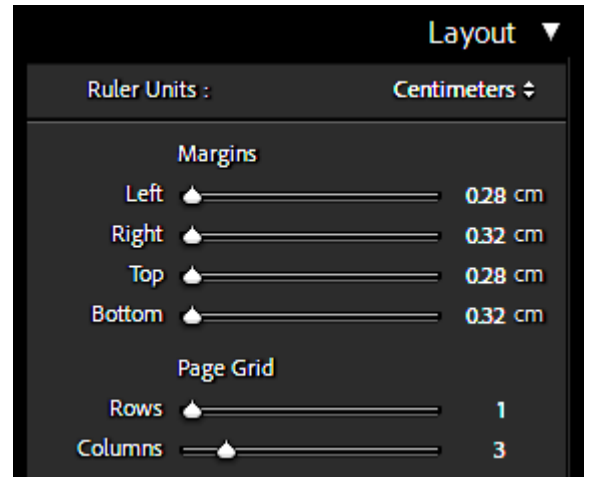 Layout ▼
Ruler Units : Centimeters
Margins
Left 0.28 cm
Right 0.32 cm
Top 0.28 cm
Bottom 0.32 cm
Page Grid
Rows 1
Columns 3